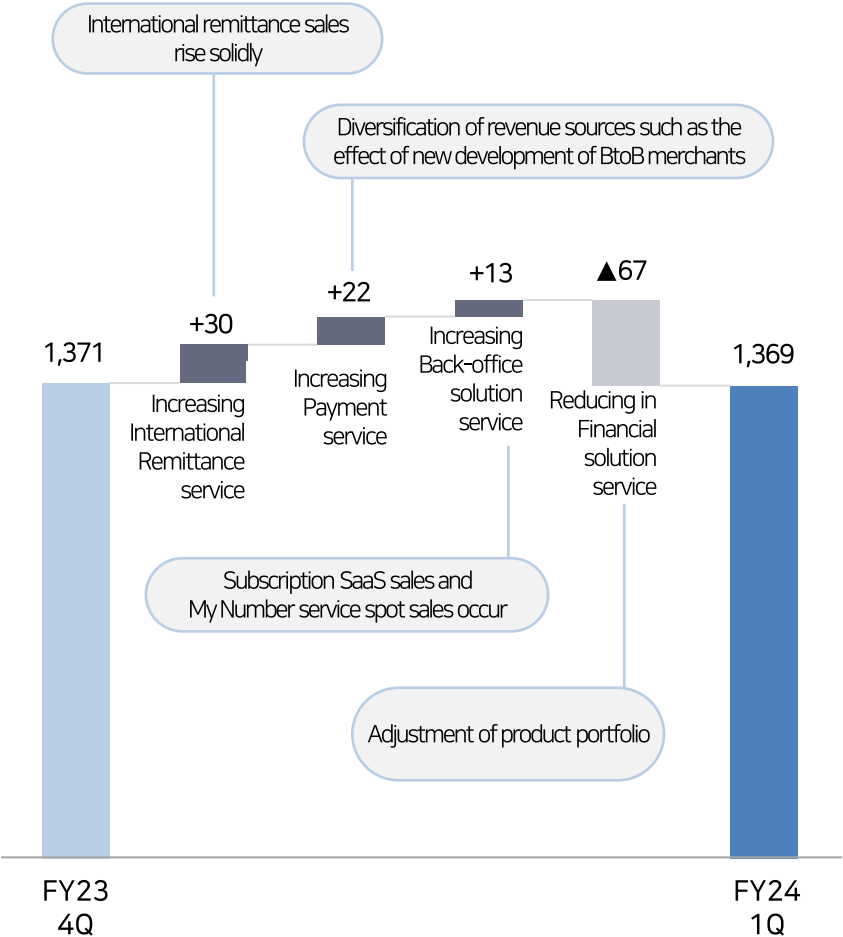 International remittance sales
rise solidly
Diversification of revenue sources such as the
effect of new development of BtoB merchants
1,371
+30
+22
+13
▲67
1,369
Increasing
International
Remittance
service
Increasing
Payment
service
Increasing
Back-office
solution
service
Reducing in
Financial
solution
service
Subscription SaaS sales and
My Number service spot sales occur
Adjustment of product portfolio
FY23
4Q
FY24
1Q